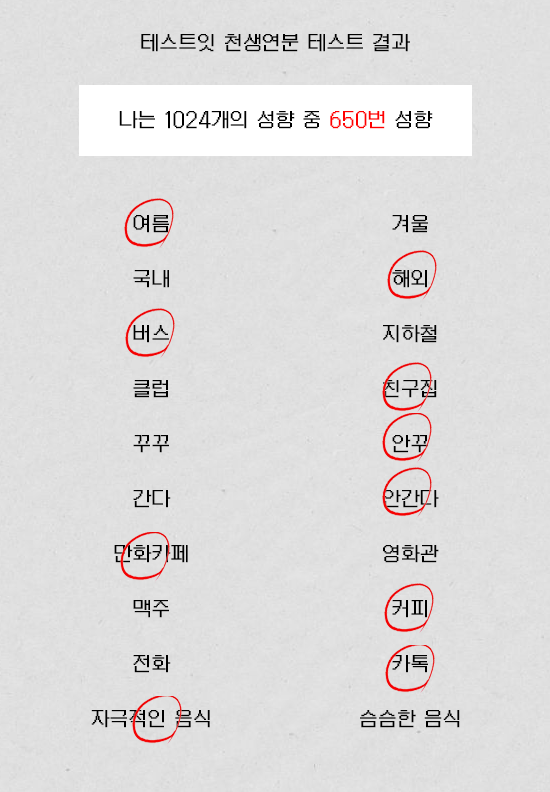 테스트잇 천생연분 테스트 결과
나는 1024개의 성향 중 650번 성향
여름 겨울
국내 해외
버스 지하철
클럽 친구집
꾸꾸 안꾸
간다 안간다
만화카페 영화관
맥주 커피
전화 카톡
자극적인 음식 슴슴한 음식